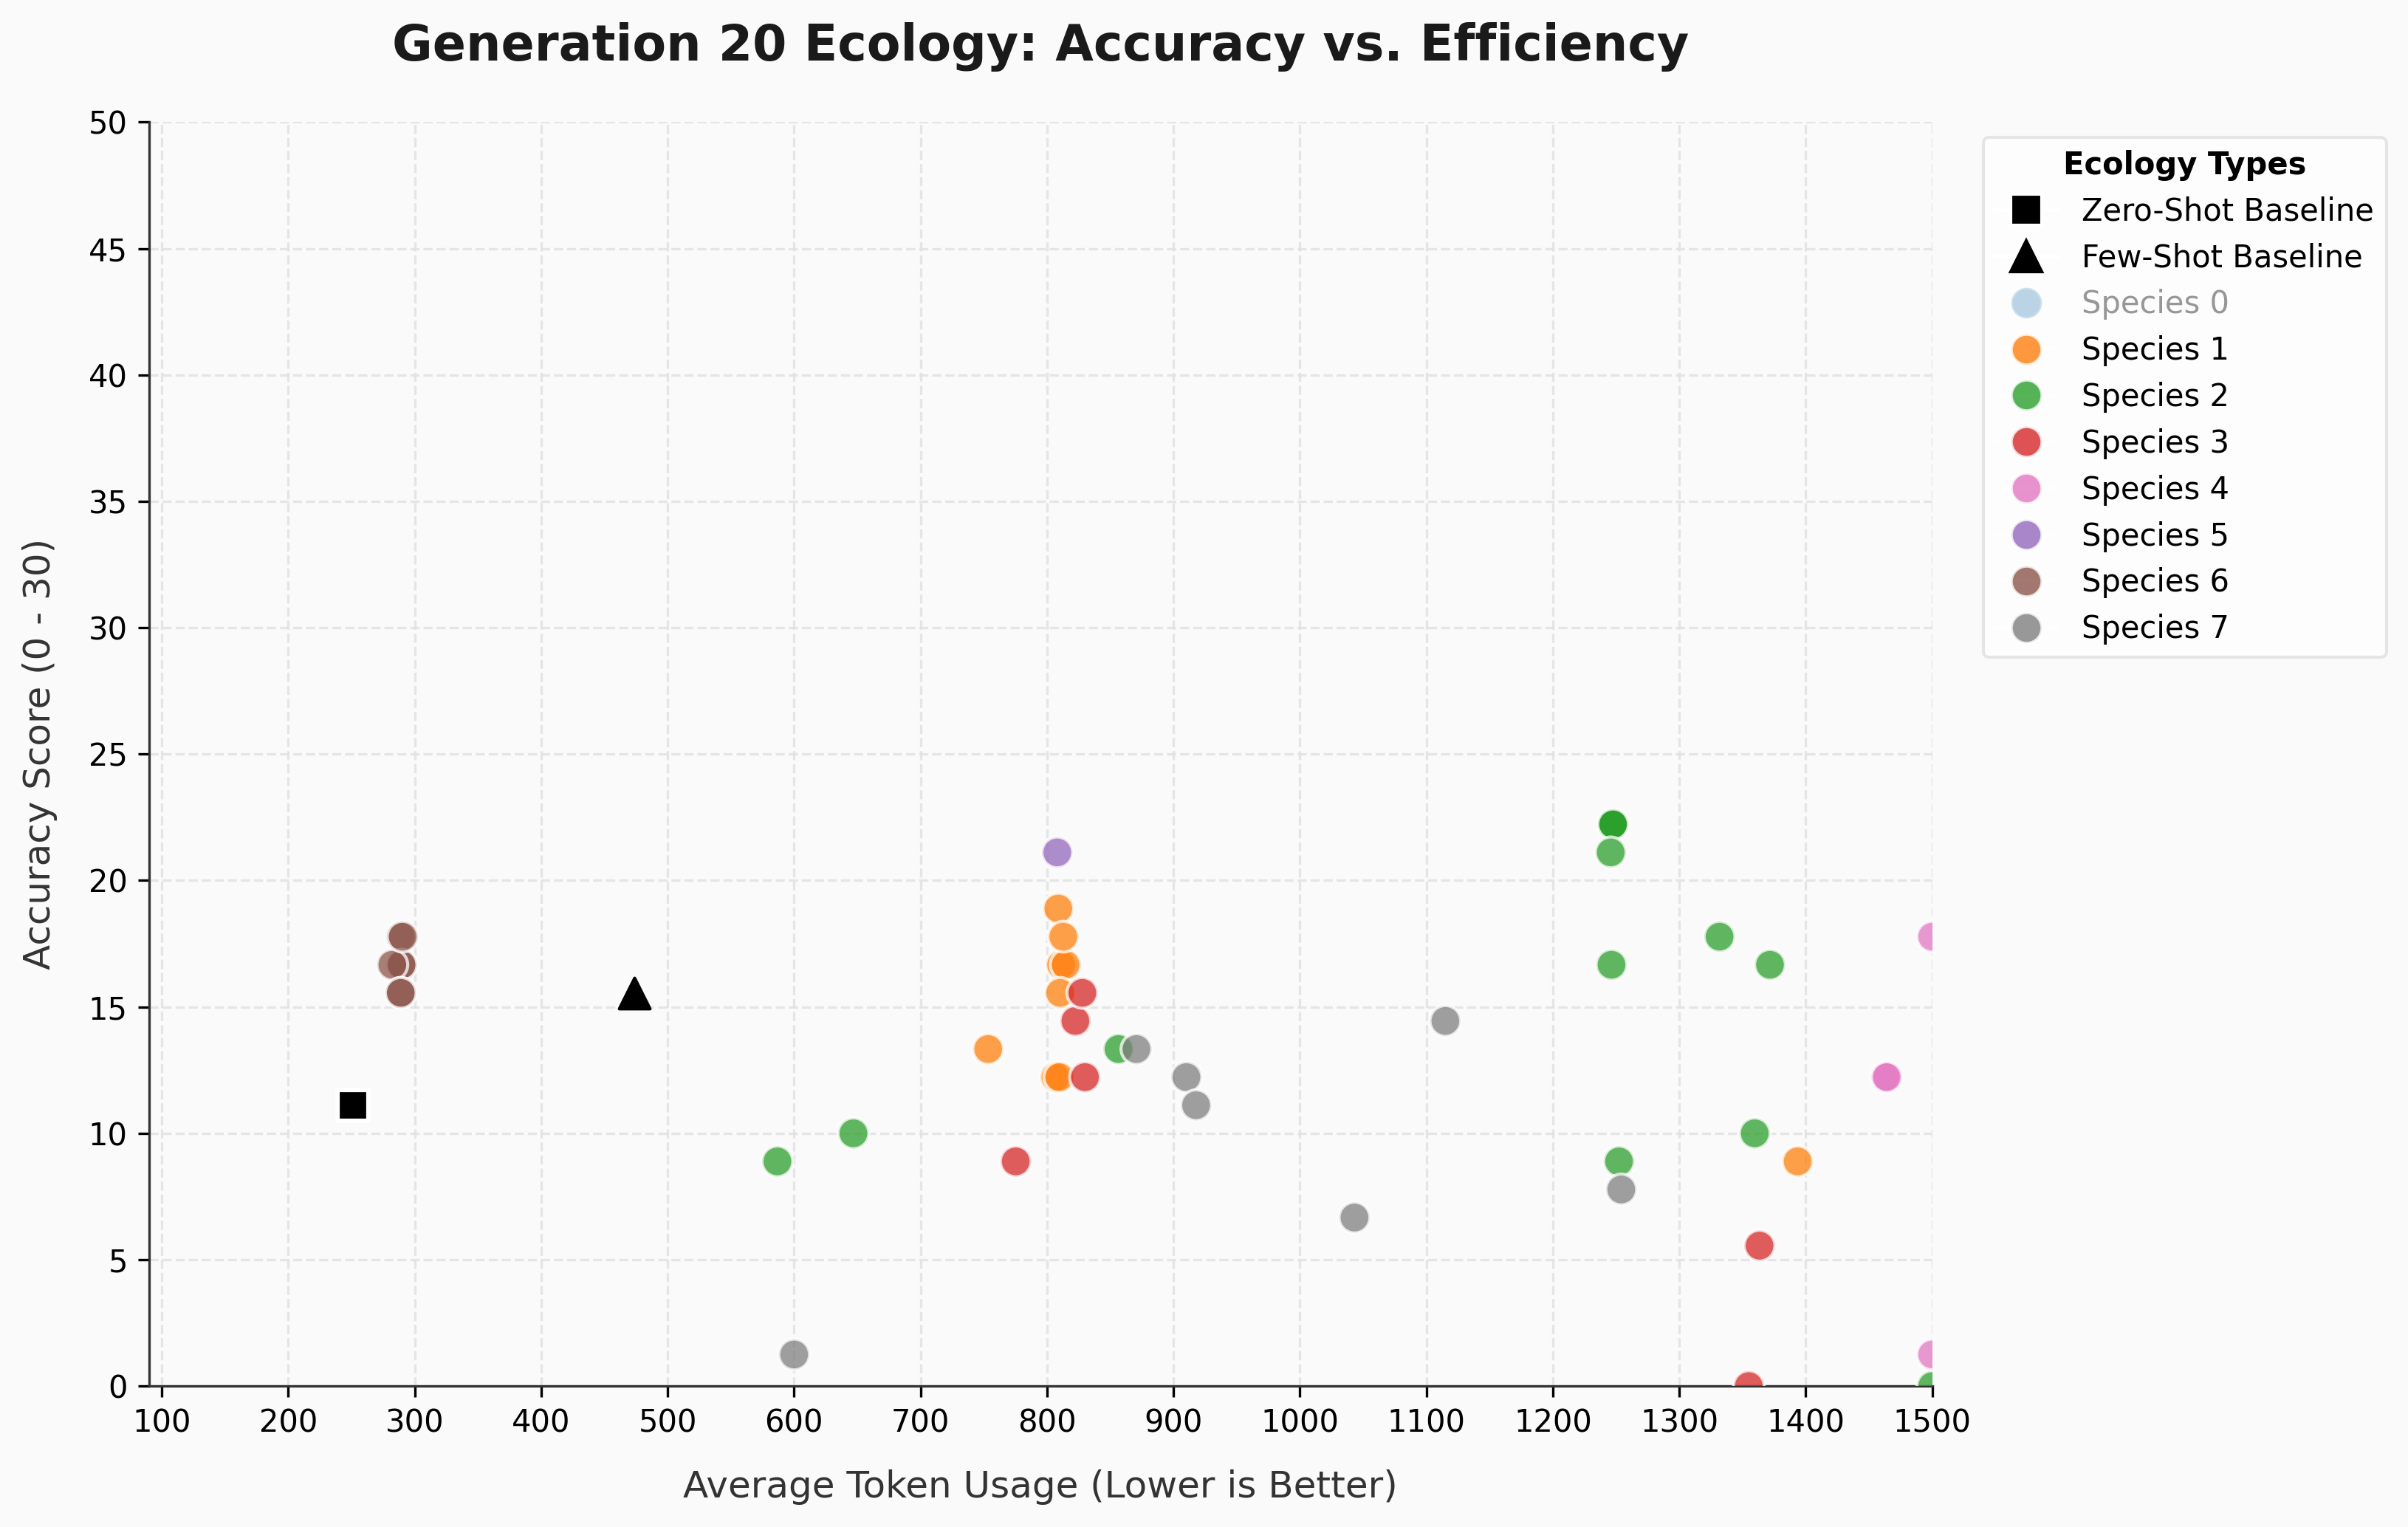 Generation 20 Ecology: Accuracy vs. Efficiency
50
45
40
35
30
25
20
15
10
5
0
Accuracy Score (0 - 30)
100 200 300 400 500 600 700 800 900 1000 1100 1200 1300 1400 1500
Average Token Usage (Lower is Better)
Ecology Types
Zero-Shot Baseline
Few-Shot Baseline
Species 0
Species 1
Species 2
Species 3
Species 4
Species 5
Species 6
Species 7